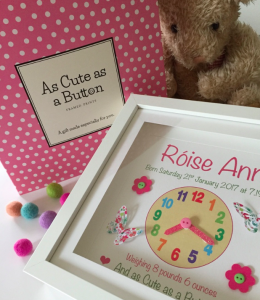 As Cute as
a Button
FRAMED PRINTS
A gift made especially for you
Róise Ann
Born Saturday 21st January 2017 at 7.
12
1
2
3
4
5
6
7
8
9
10
11
Weighing 8 pounds 6 ounces
And as Cute as a